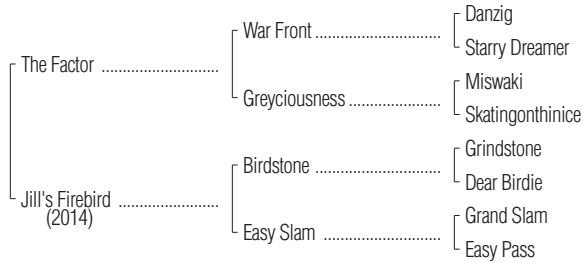 Danzig
War Front
Starry Dreamer
The Factor
Miswaki
Greyciousness
Skatingonthinice
Grindstone
Birdstone
Dear Birdie
Jill's Firebird
(2014)
Grand Slam
Easy Slam
Easy Pass